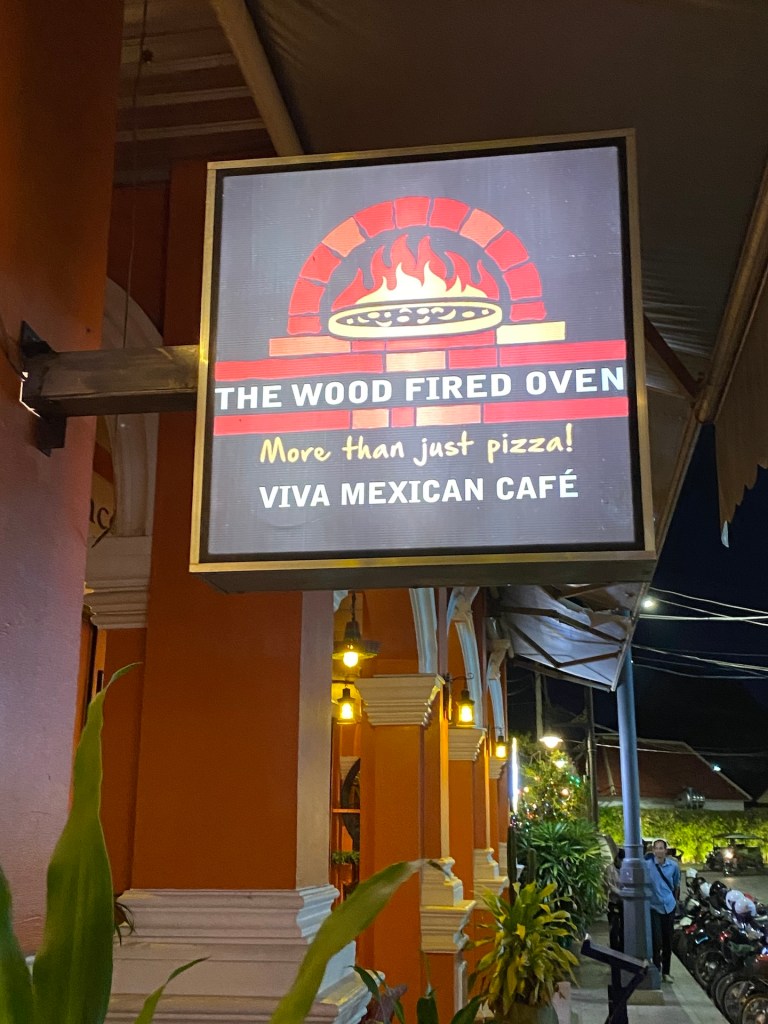 THE WOOD FIRED OVEN
More than just pizza!
VIVA MEXICAN CAFÉ